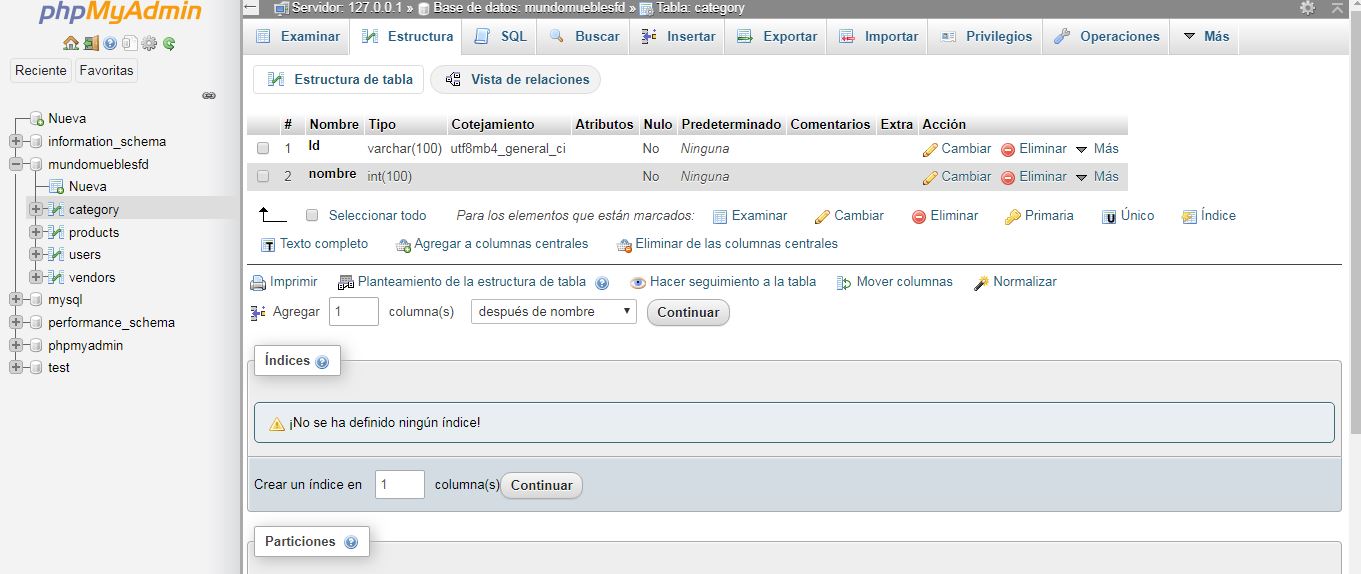 phpMyAdmin
Reciente Favoritas
Nueva
information_schema
mundomueblesfd
Nueva
category
products
users
vendors
mysql
performance_schema
phpmyadmin
test
Servidor: 127.0.0.1 » Base de datos: mundomueblesfd » Tabla: category
Examinar Estructura SQL Buscar Insertar Exportar Importar Privilegios Operaciones Más
Estructura de tabla Vista de relaciones
# Nombre Tipo Cotejamiento Atributos Nulo Predeterminado Comentarios Extra Acción
1 Id varchar(100) utf8mb4_general_ci No Ninguna Cambiar Eliminar Más
2 nombre int(100) No Ninguna Cambiar Eliminar Más
Seleccionar todo Para los elementos que están marcados: Examinar Cambiar Eliminar Primaria Único Índice
Texto completo Agregar a columnas centrales Eliminar de las columnas centrales
Imprimir Planteamiento de la estructura de tabla Hacer seguimiento a la tabla Mover columnas Normalizar
Agregar 1 columna(s) después de nombre Continuar
Índices
¡No se ha definido ningún índice!
Crear un índice en 1 columna(s) Continuar
Particiones